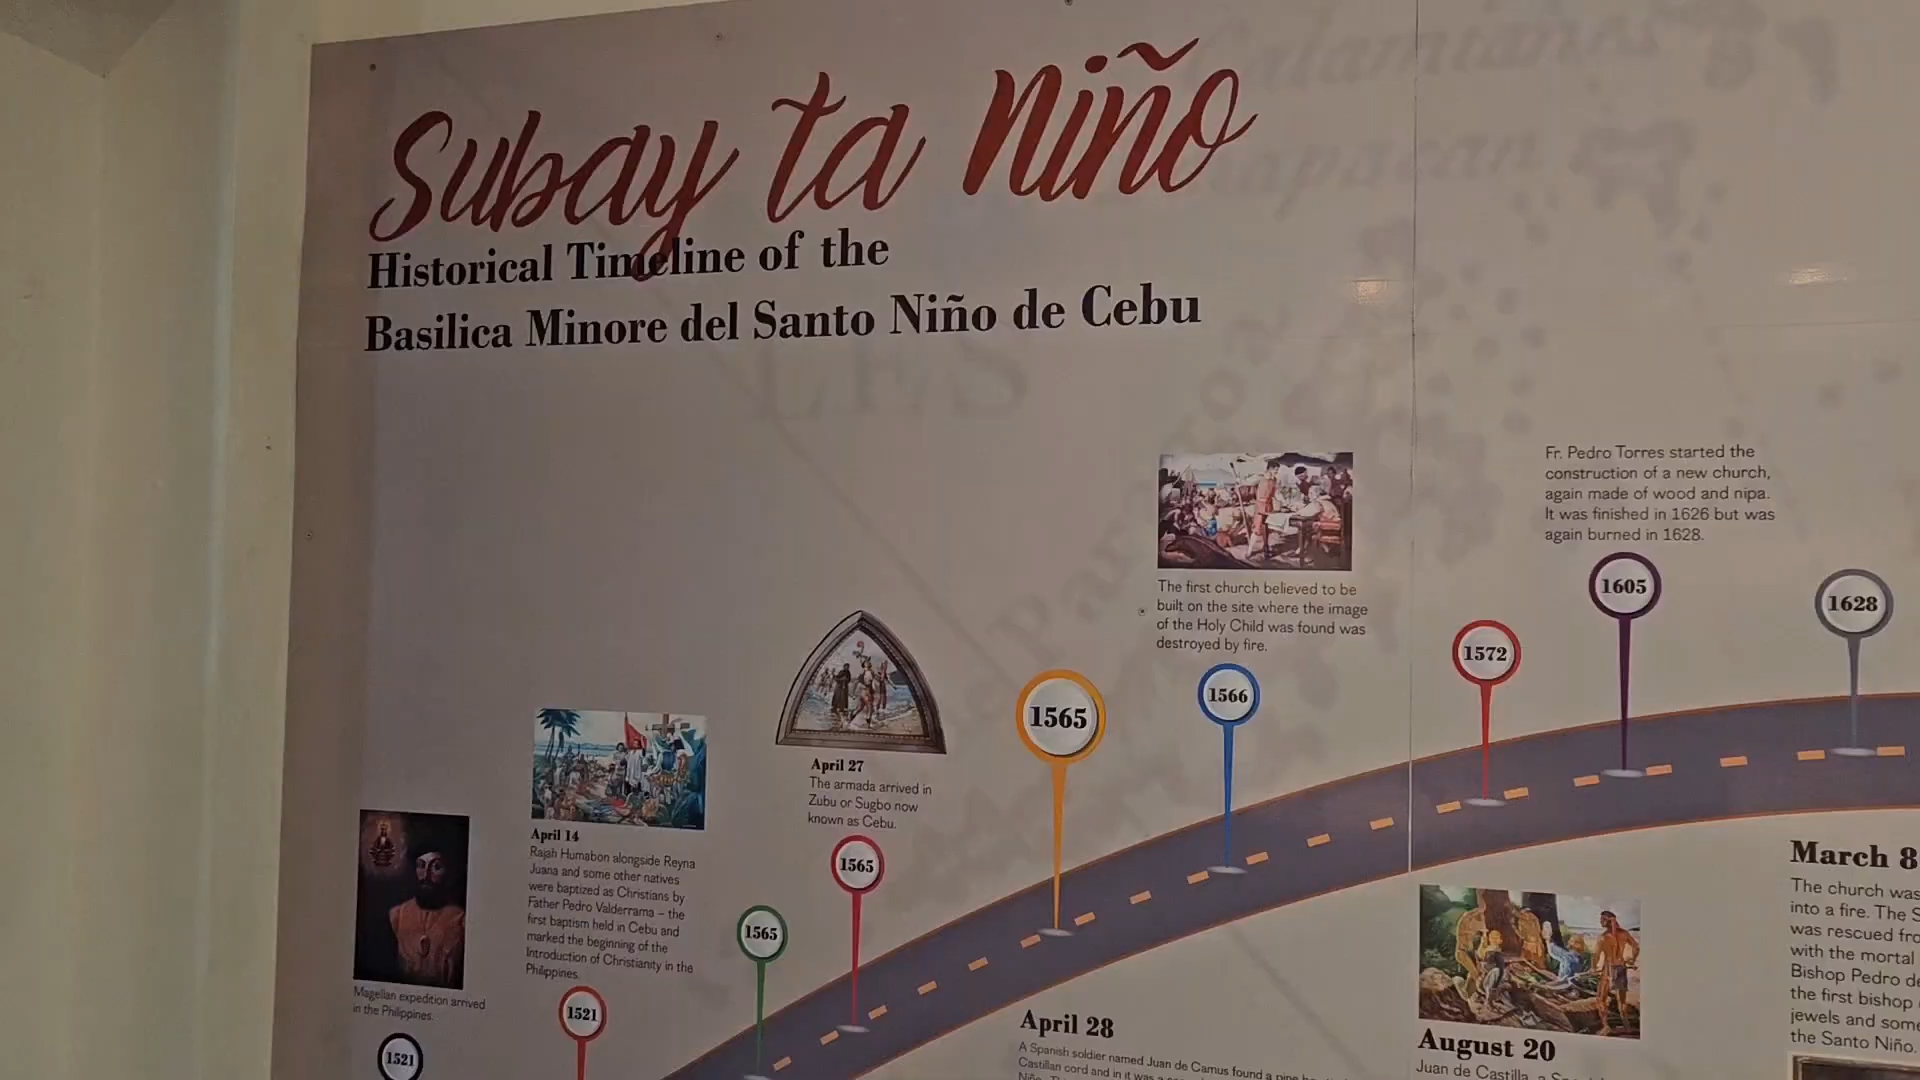 Subay ta Niño
Historical Timeline of the
Basilica Minore del Santo Niño de Cebu
Magellan expedition arrived
in the Philippines.
1521
April 14
Rajah Humabon alongside Reyna
Juana and some other natives
were baptized as Christians by
Father Pedro Valderrama – the
first baptism held in Cebu and
marked the beginning of the
Introduction of Christianity in the
Philippines.
1521
1565
April 27
The armada arrived in
Zubu or Sugbo now
known as Cebu.
1565
1565
April 28
A Spanish soldier named Juan de Camus found a pine
Castilian cord and in it was a
The first church believed to be
built on the site where the image
of the Holy Child was found was
destroyed by fire.
1566
1572
August 20
Juan de Castilla, a
Fr. Pedro Torres started the
construction of a new church,
again made of wood and nipa.
It was finished in 1626 but was
again burned in 1628.
1605
1628
March 8
The church was
into a fire. The
was rescued
with the mortal
Bishop Pedro
the first bishop
jewels and
the Santo Niño.
LES